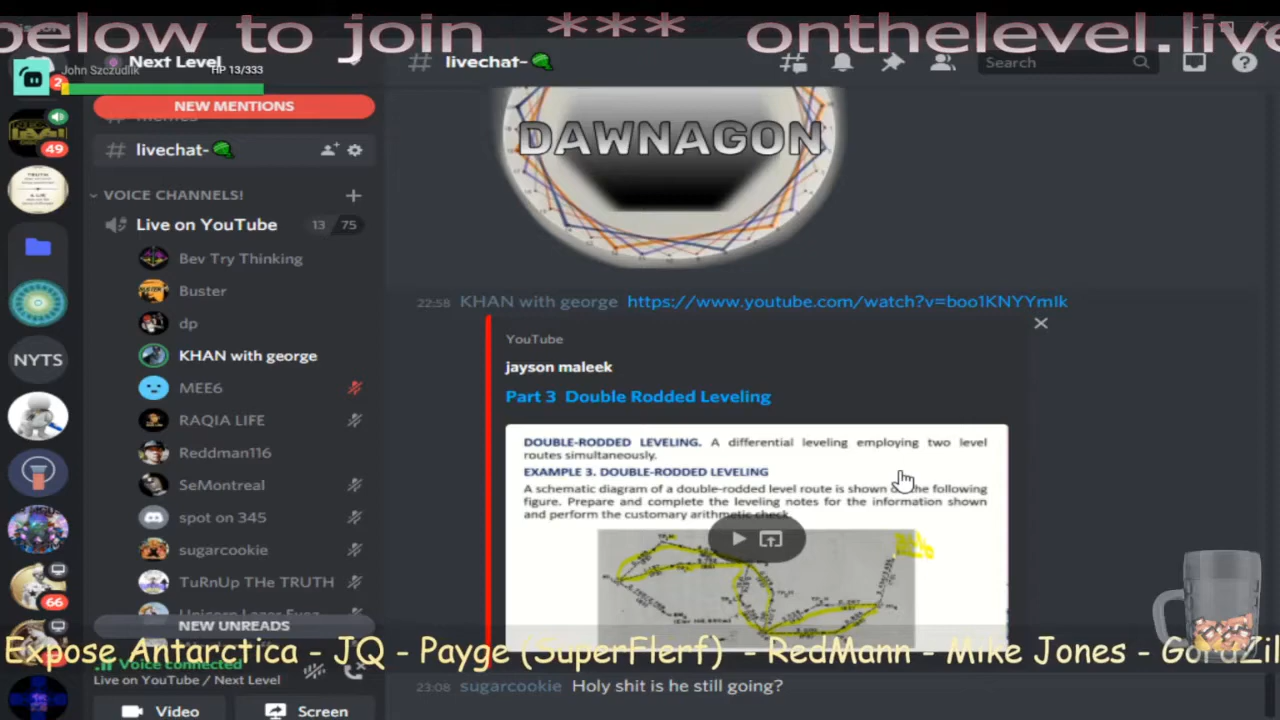 below to join *** onthelevel.live
John Szczudlik HP 13/333
Next Level
# livechat-
Search
2
NEW MENTIONS
memes
49
# livechat-
VOICE CHANNELS!
Live on YouTube 13 75
Bev Try Thinking
Buster
dp
NYTS
KHAN with george
MEE6
RAQIA LIFE
Reddman116
SeMontreal
spot on 345
sugarcookie
TuRnUp THe TRUTH
66
NEW UNREADS
Voice connected
Live on YouTube / Next Level
Video
Screen
DAWNAGON
22:58 KHAN with george https://www.youtube.com/watch?v=boo1KNYYmlk
YouTube
jayson maleek
Part 3 Double Rodded Leveling
DOUBLE-RODDED LEVELING. A differential leveling employing two level
routes simultaneously.
EXAMPLE 3. DOUBLE-RODDED LEVELING
A schematic diagram of a double-rodded level route is shown the following
figure. Prepare and complete the leveling notes for the information shown
and perform the customary arithmetic check.
Expose Antarctica - JQ - Payge (SuperFlerf) - RedMann - Mike Jones - GoldZil
23:08 sugarcookie Holy shit is he still going?